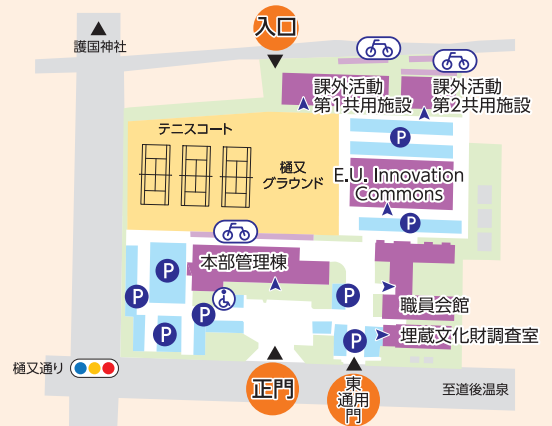 入口
護国神社
課外活動
第1共用施設
課外活動
第2共用施設
テニスコート
樋又
グラウンド
P
E.U. Innovation
Commons
P
本部管理棟
P
P
P
P
P
P
職員会館
埋蔵文化財調査室
樋又通り
正門
東
通用
門
至道後温泉